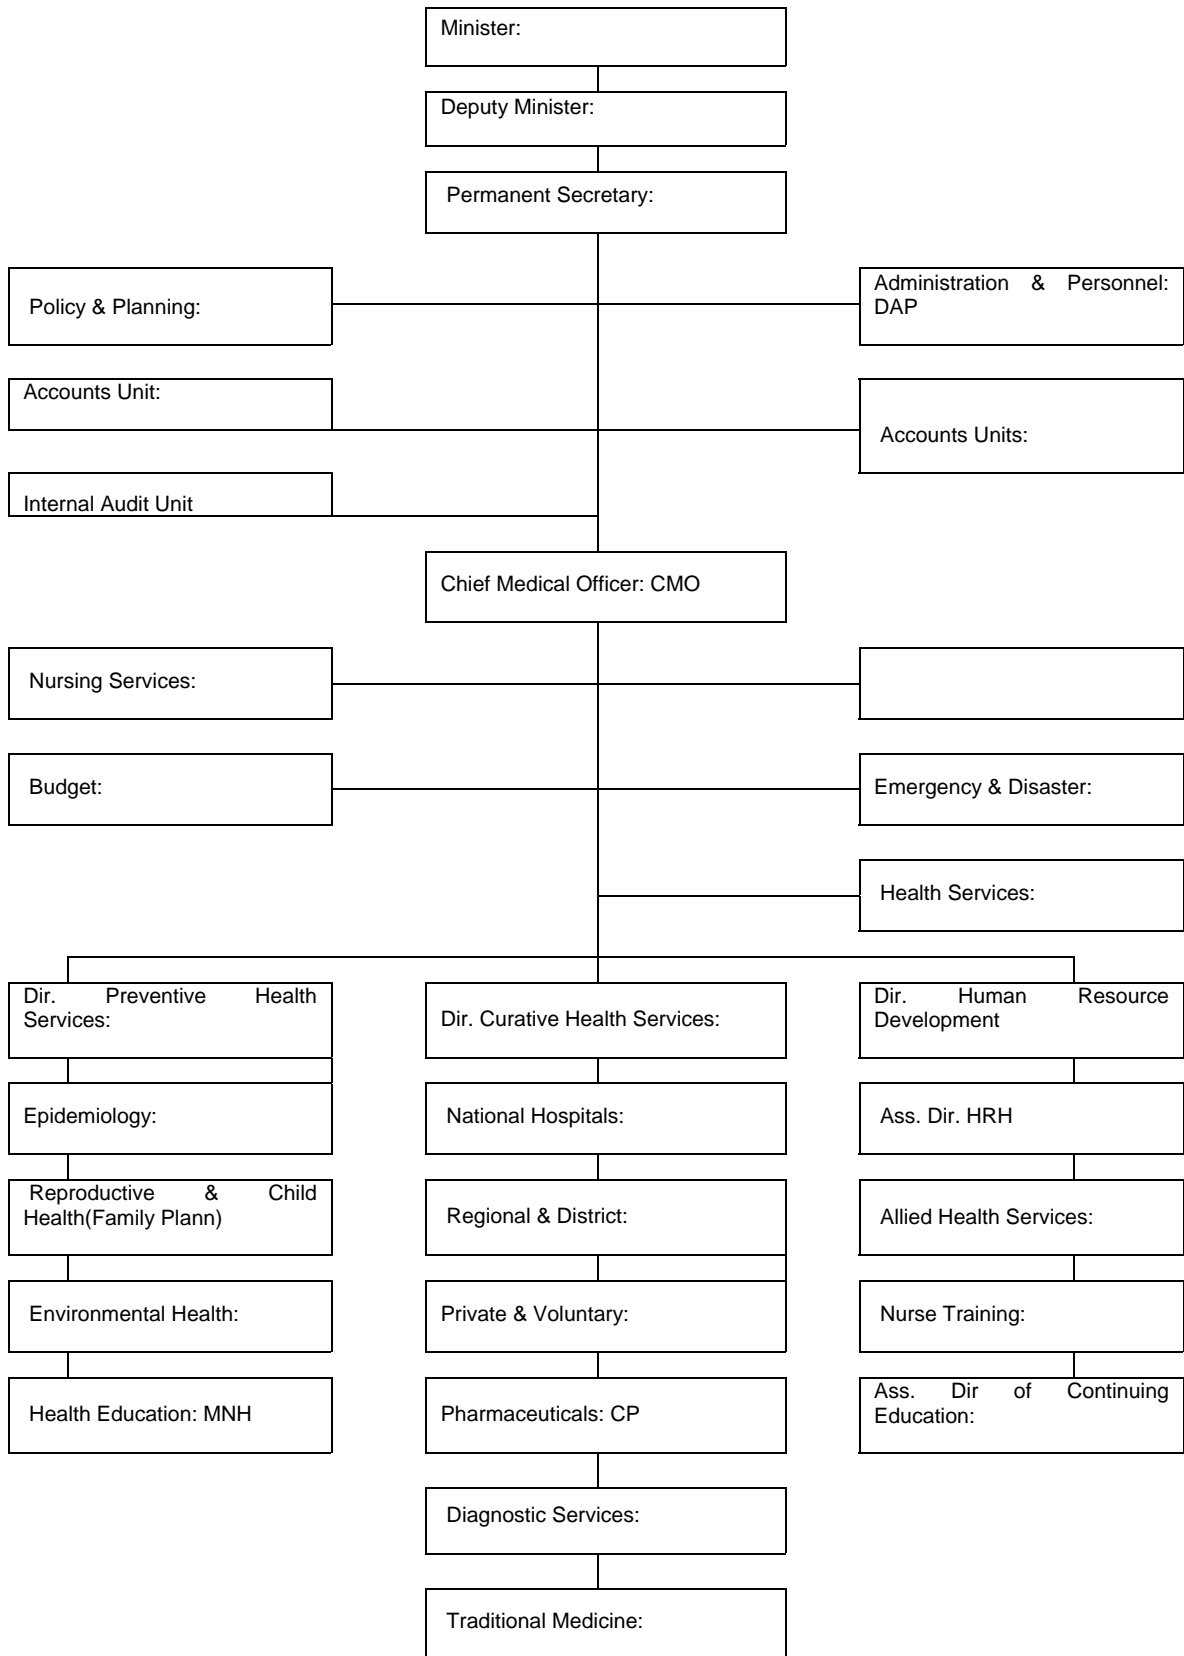 Minister:
Deputy Minister:
Permanent Secretary:
Policy & Planning:
Administration & Personnel:
DAP
Accounts Unit:
Accounts Units:
Internal Audit Unit
Chief Medical Officer: CMO
Nursing Services:
Budget:
Emergency & Disaster:
Health Services:
Dir. Preventive Health
Services:
Dir. Curative Health Services:
Dir. Human Resource
Development
Epidemiology:
National Hospitals:
Ass. Dir. HRH
Reproductive & Child
Health(Family Plann)
Regional & District:
Allied Health Services:
Environmental Health:
Private & Voluntary:
Nurse Training:
Health Education: MNH
Pharmaceuticals: CP
Ass. Dir of Continuing
Education:
Diagnostic Services:
Traditional Medicine: